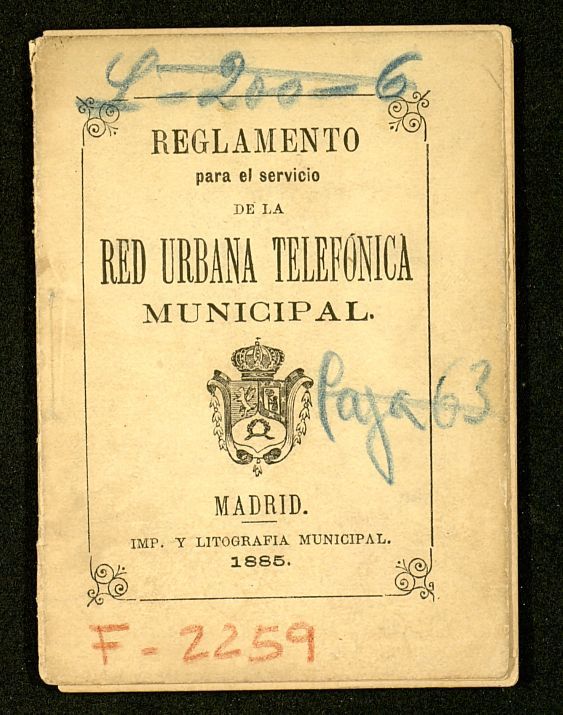 L-200-6
REGLAMENTO
para el servicio
DE LA
RED URBANA TELEFÓNICA
MUNICIPAL.
Caja 63
MADRID.
IMP. Y LITOGRAFIA MUNICIPAL.
1885.
F-2259